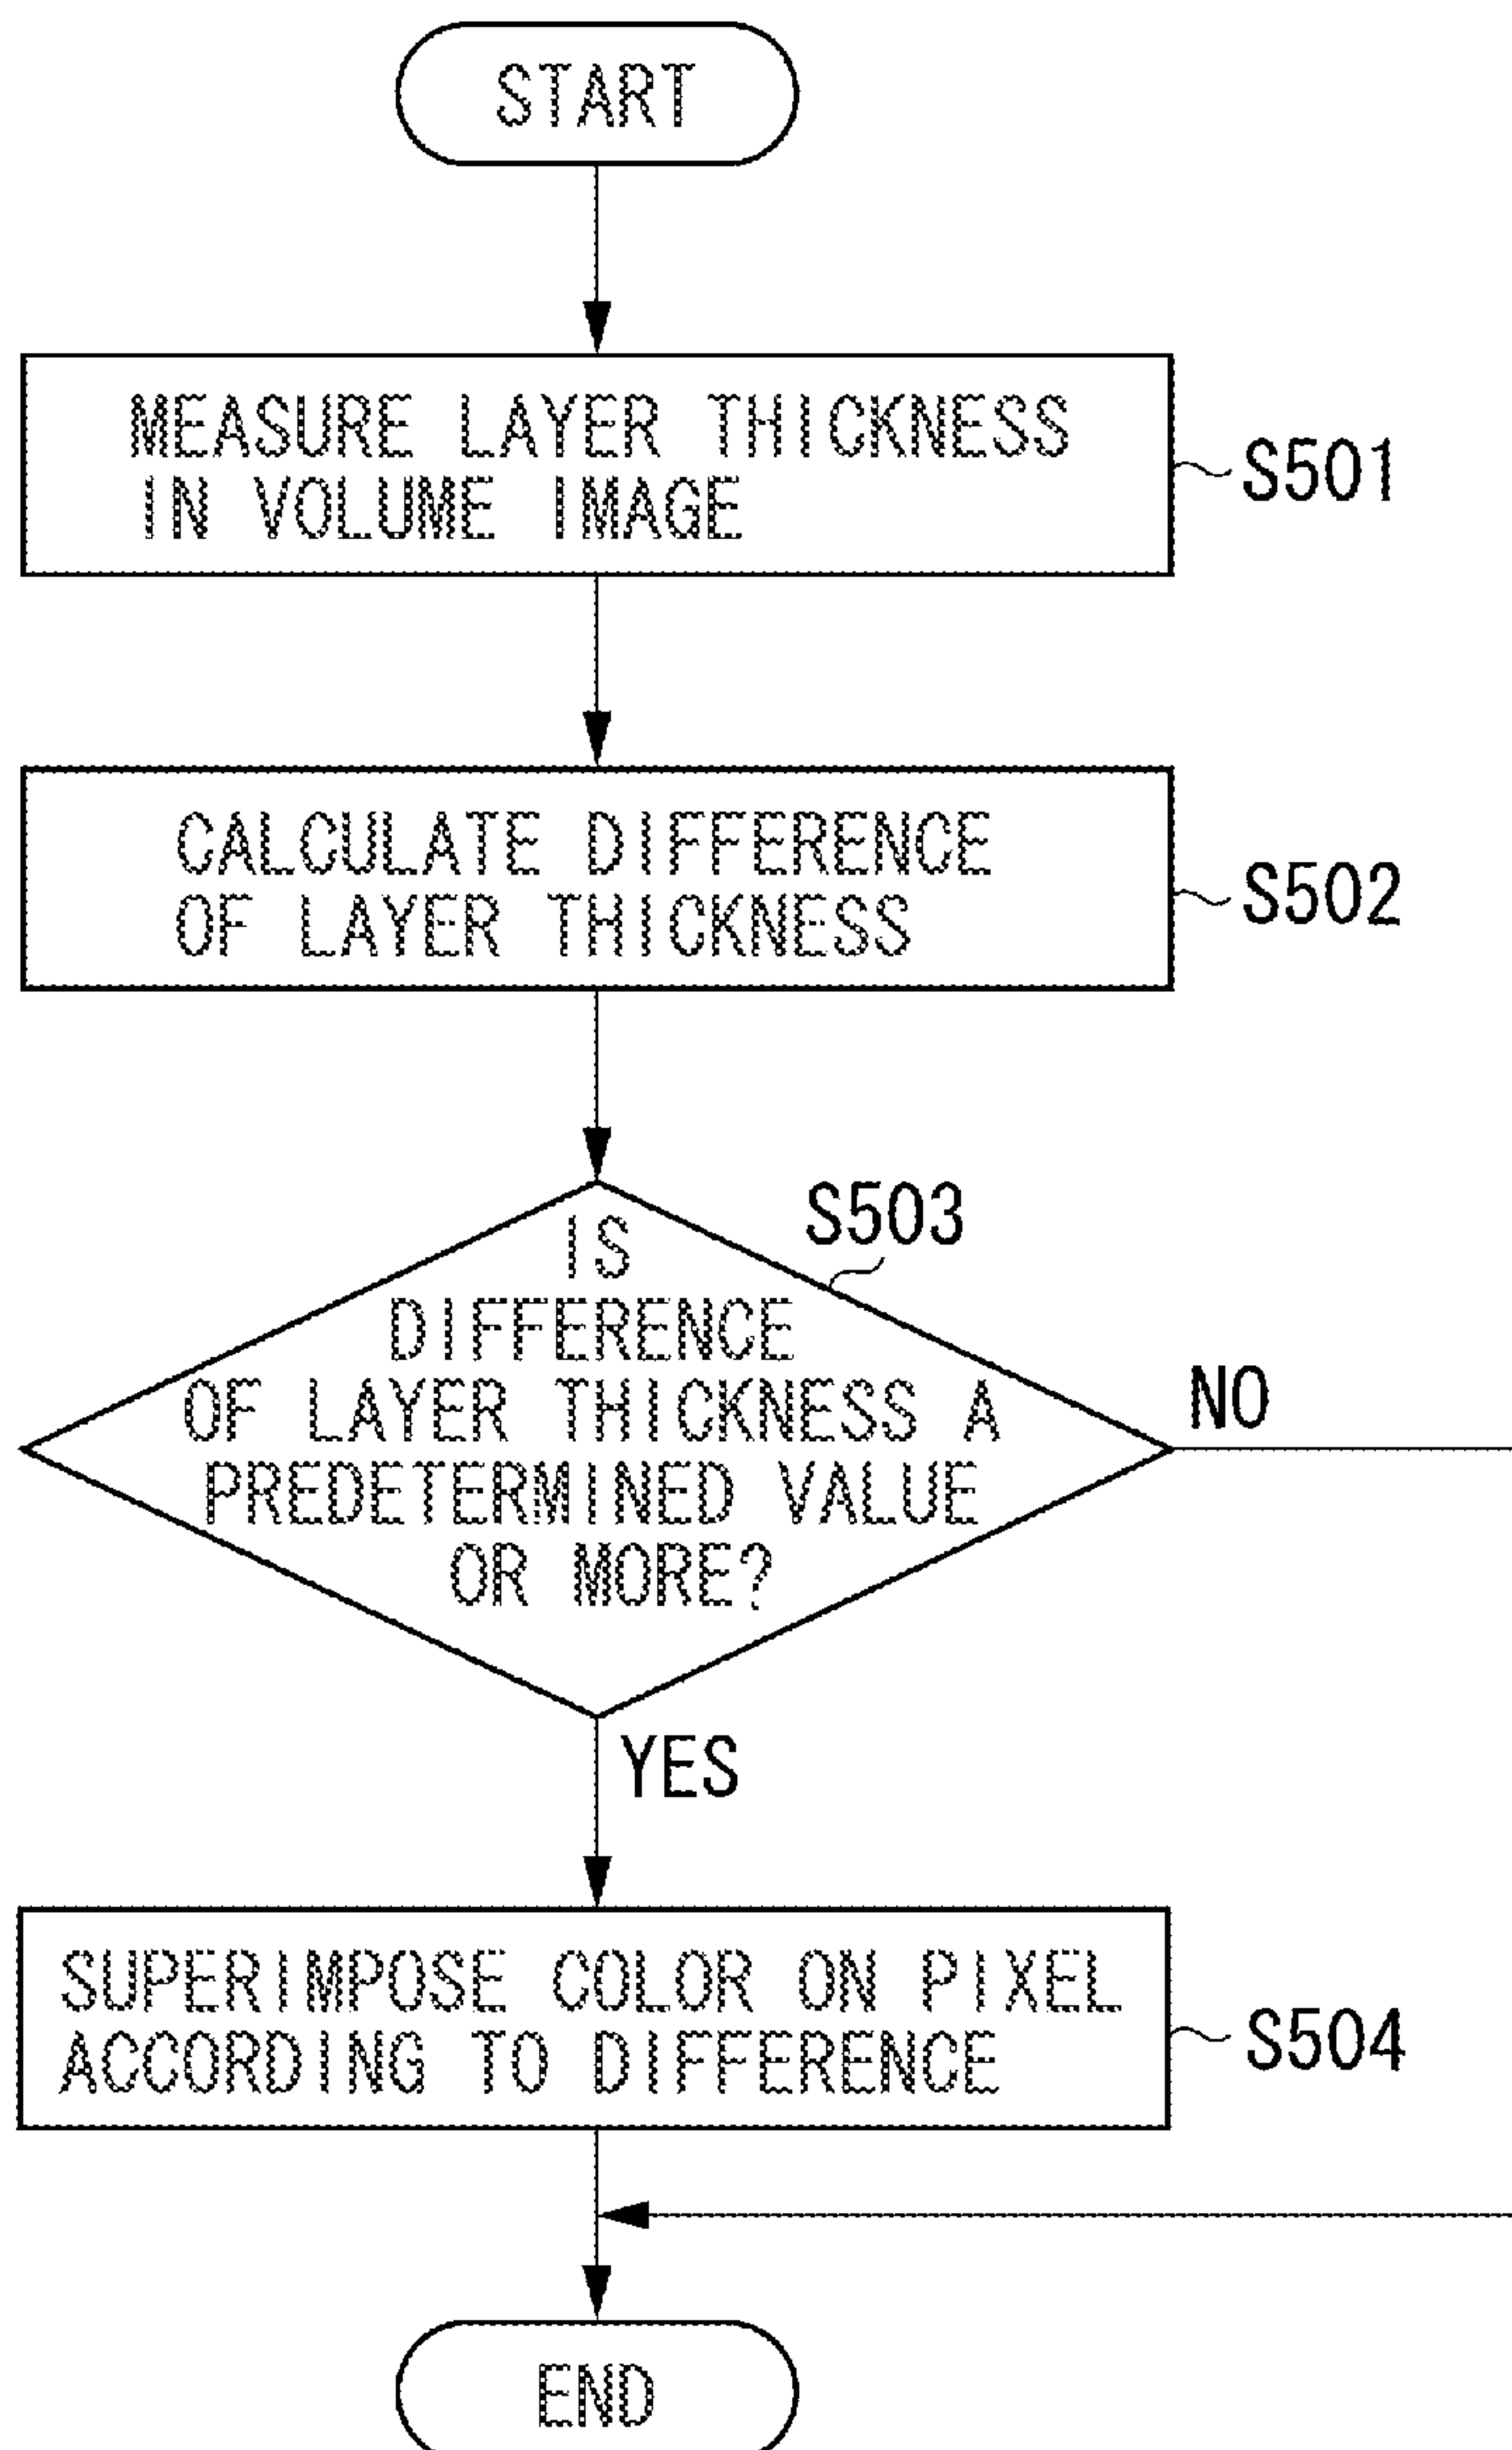 START
MEASURE LAYER THICKNESS
IN VOLUME IMAGE
S501
CALCULATE DIFFERENCE
OF LAYER THICKNESS
S502
S503
IS
DIFFERENCE
OF LAYER THICKNESS A
PREDETERMINED VALUE
OR MORE?
NO
YES
SUPERIMPOSE COLOR ON PIXEL
ACCORDING TO DIFFERENCE
S504
END